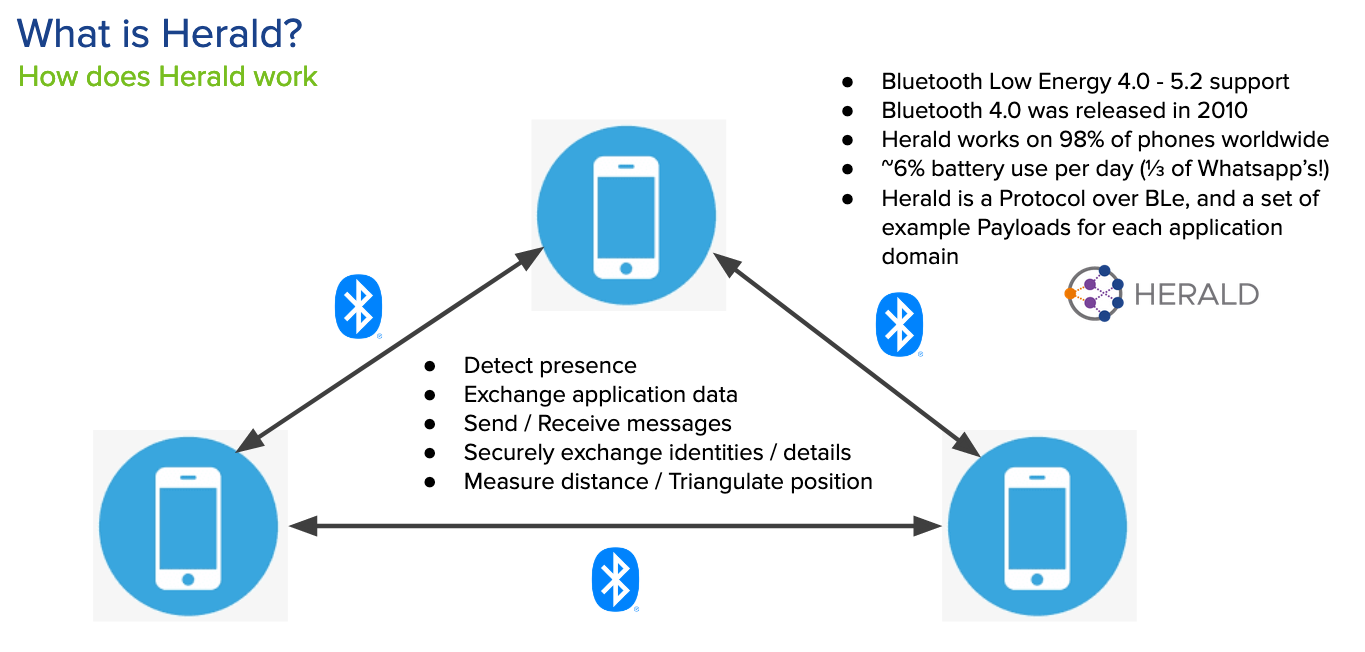 What is Herald?
How does Herald work
● Bluetooth Low Energy 4.0 - 5.2 support
● Bluetooth 4.0 was released in 2010
● Herald works on 98% of phones worldwide
● ~6% battery use per day (⅓ of Whatsapp’s!)
● Herald is a Protocol over BLe, and a set of
example Payloads for each application
domain
HERALD
● Detect presence
● Exchange application data
● Send / Receive messages
● Securely exchange identities / details
● Measure distance / Triangulate position